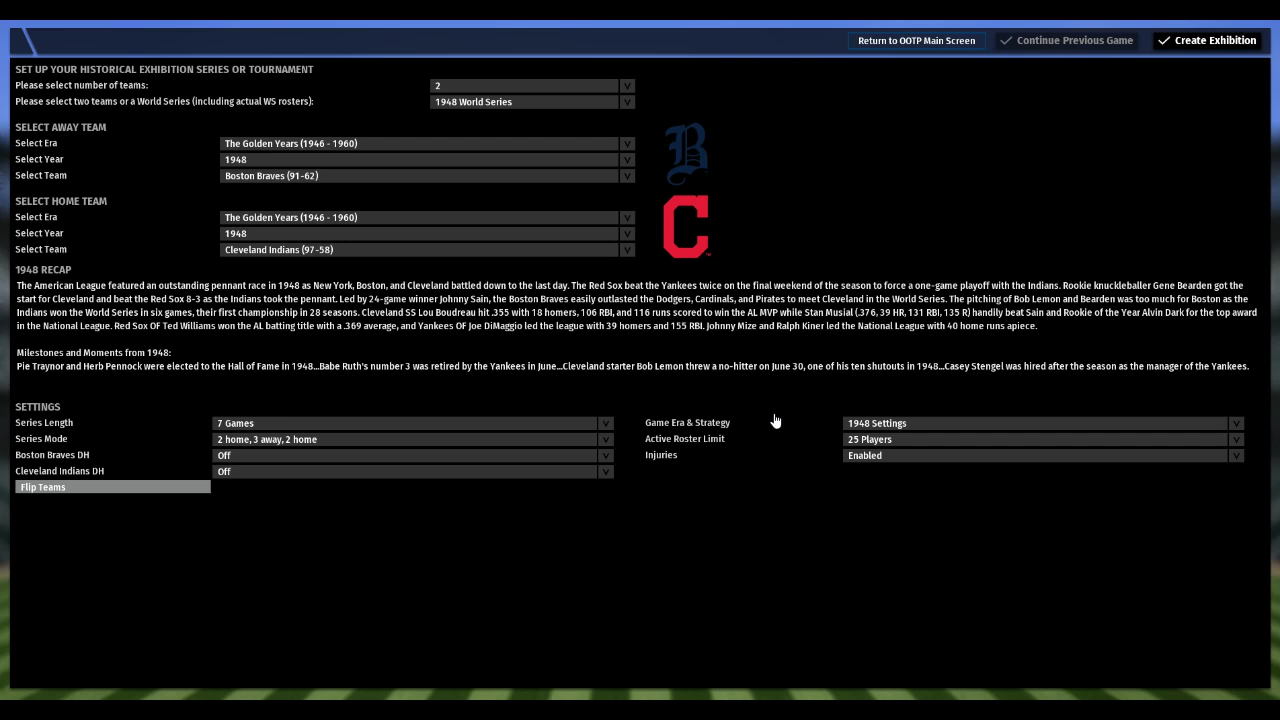 Return to OOTP Main Screen
Continue Previous Game
Create Exhibition
SET UP YOUR HISTORICAL EXHIBITION SERIES OR TOURNAMENT
Please select number of teams: 2
Please select two teams or a World Series (including actual WS rosters): 1948 World Series
SELECT AWAY TEAM
Select Era The Golden Years (1946 - 1960)
Select Year 1948
Select Team Boston Braves (91-62)
B
SELECT HOME TEAM
Select Era The Golden Years (1946 - 1960)
Select Year 1948
Select Team Cleveland Indians (97-58)
C
1948 RECAP
The American League featured an outstanding pennant race in 1948 as New York, Boston, and Cleveland battled down to the last day. The Red Sox beat the Yankees twice on the final weekend of the season to force a one-game playoff with the Indians. Rookie knuckleballer Gene Bearden got the
start for Cleveland and beat the Red Sox 8-3 as the Indians took the pennant. Led by 24-game winner Johnny Sain, the Boston Braves easily outlasted the Dodgers, Cardinals, and Pirates to meet Cleveland in the World Series. The pitching of Bob Lemon and Bearden was too much for Boston as the
Indians won the World Series in six games, their first championship in 28 seasons. Cleveland SS Lou Boudreau hit .355 with 18 homers, 106 RBI, and 116 runs scored to win the AL MVP while Stan Musial (.376, 39 HR, 131 RBI, 135 R) handily beat Sain and Rookie of the Year Alvin Dark for the top award
in the National League. Red Sox OF Ted Williams won the AL batting title with a .369 average, and Yankees OF Joe DiMaggio led the league with 39 homers and 155 RBI. Johnny Mize and Ralph Kiner led the National League with 40 home runs apiece.
Milestones and Moments from 1948:
Pie Traynor and Herb Pennock were elected to the Hall of Fame in 1948...Babe Ruth's number 3 was retired by the Yankees in June...Cleveland starter Bob Lemon threw a no-hitter on June 30, one of his ten shutouts in 1948...Casey Stengel was hired after the season as the manager of the Yankees.
SETTINGS
Series Length 7 Games Game Era & Strategy 1948 Settings
Series Mode 2 home, 3 away, 2 home Active Roster Limit 25 Players
Boston Braves DH Off Injuries Enabled
Cleveland Indians DH Off
Flip Teams